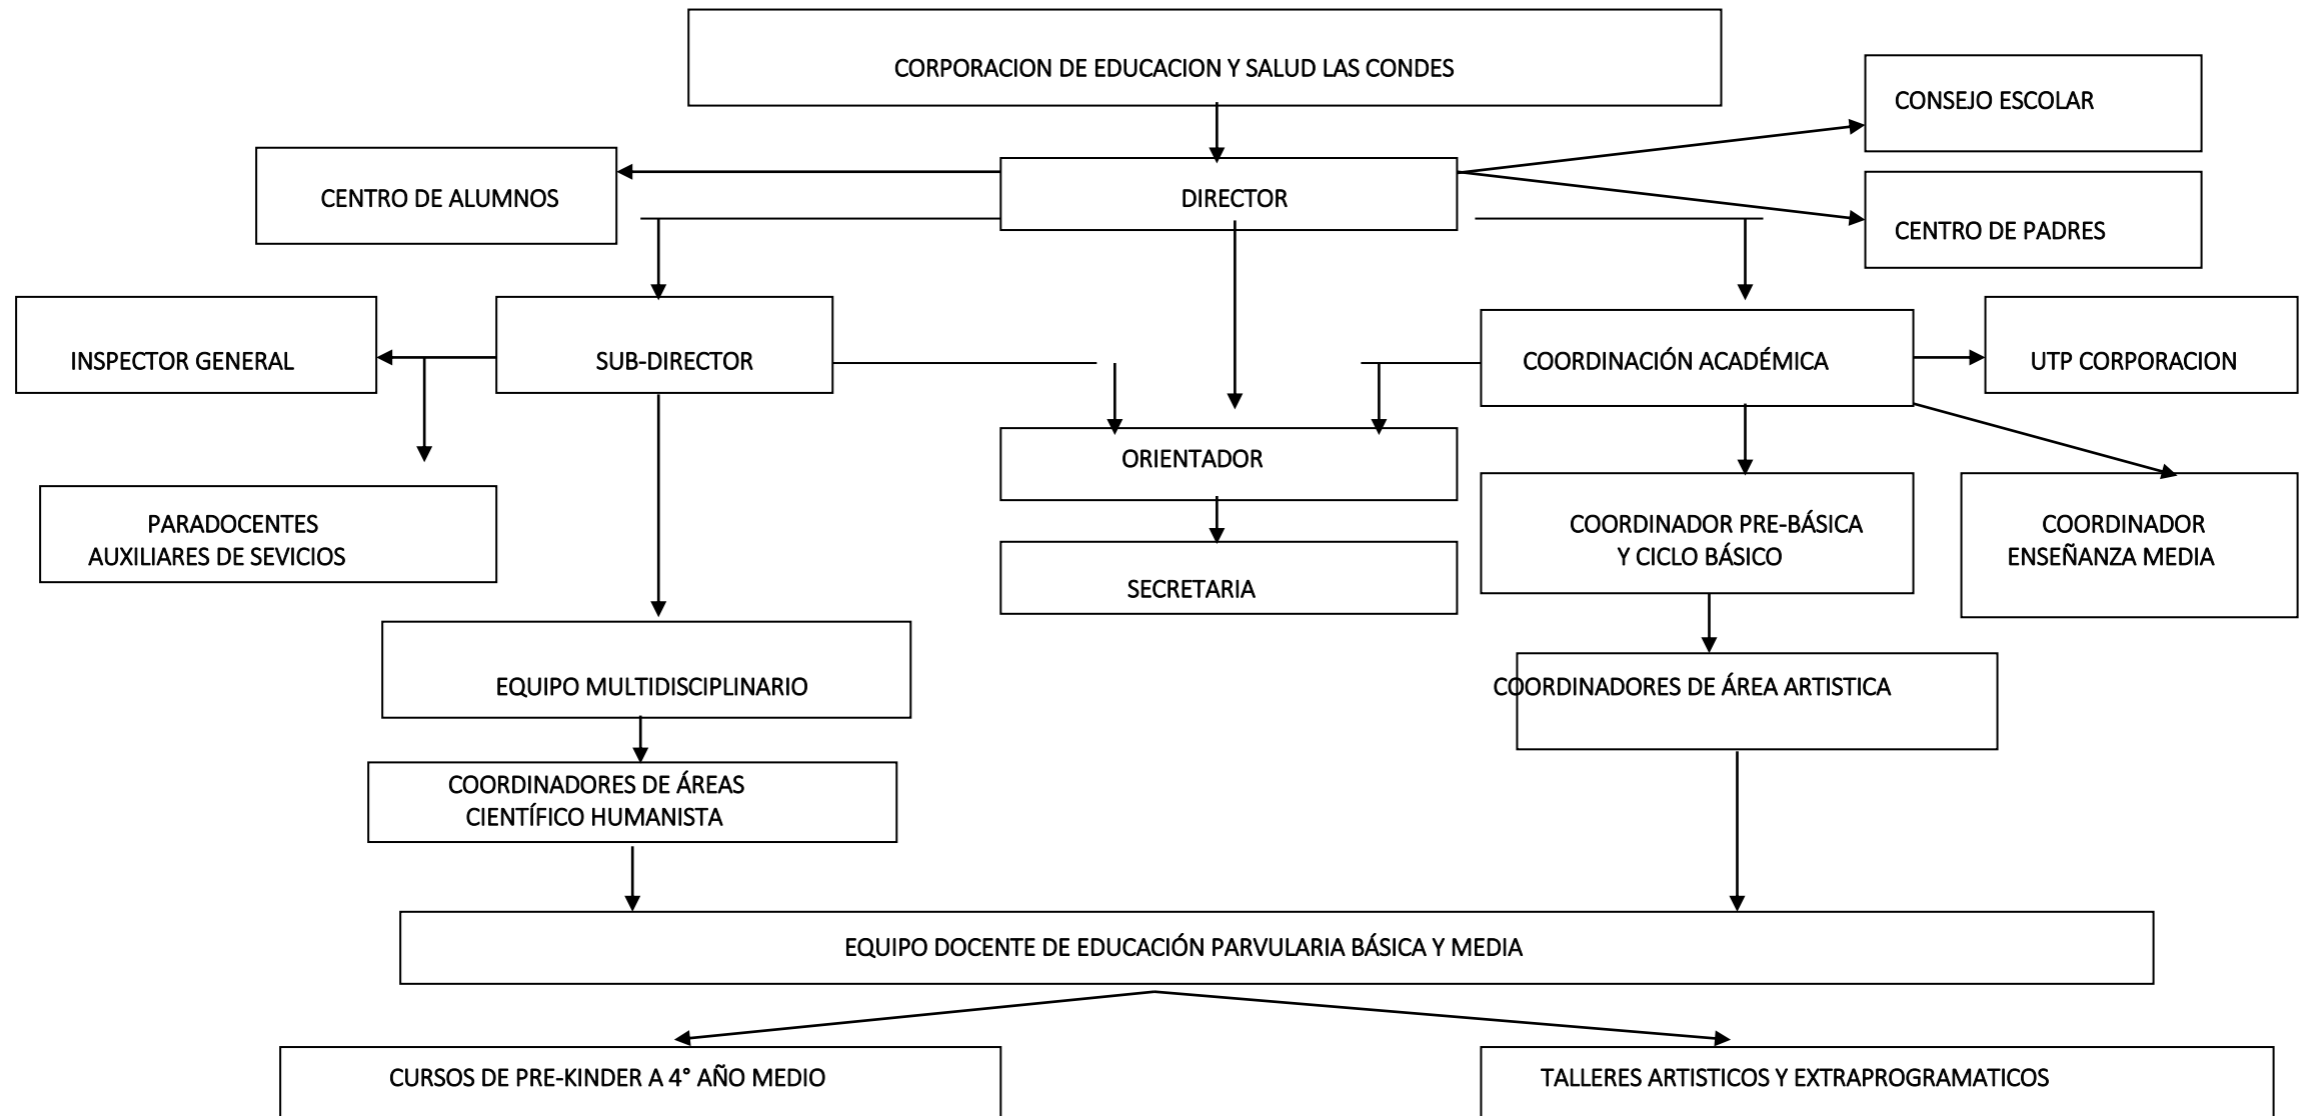 CORPORACION DE EDUCACION Y SALUD LAS CONDES
CONSEJO ESCOLAR
CENTRO DE ALUMNOS
DIRECTOR
CENTRO DE PADRES
INSPECTOR GENERAL
SUB-DIRECTOR
COORDINACIÓN ACADÉMICA
UTP CORPORACION
ORIENTADOR
PARADOCENTES
AUXILIARES DE SEVICIOS
COORDINADOR PRE-BÁSICA
Y CICLO BÁSICO
COORDINADOR
ENSEÑANZA MEDIA
SECRETARIA
EQUIPO MULTIDISCIPLINARIO
COORDINADORES DE ÁREA ARTISTICA
COORDINADORES DE ÁREAS
CIENTÍFICO HUMANISTA
EQUIPO DOCENTE DE EDUCACIÓN PARVULARIA BÁSICA Y MEDIA
CURSOS DE PRE-KINDER A 4° AÑO MEDIO
TALLERES ARTISTICOS Y EXTRAPROGRAMATICOS